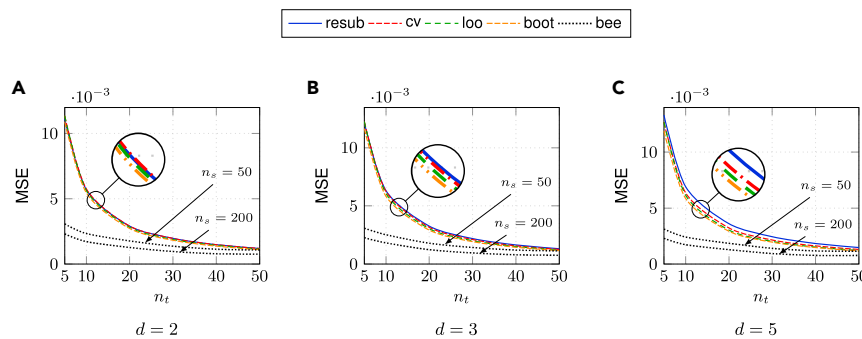 resub cv loo boot bee
A B C
·10⁻³ ·10⁻³ ·10⁻³
MSE MSE MSE
10 10 10
5 5 5
0 0 0
n_s = 50 n_s = 50 n_s = 50
n_s = 200 n_s = 200 n_s = 200
5 10 20 30 40 50 5 10 20 30 40 50 5 10 20 30 40 50
n_t n_t n_t
d = 2 d = 3 d = 5